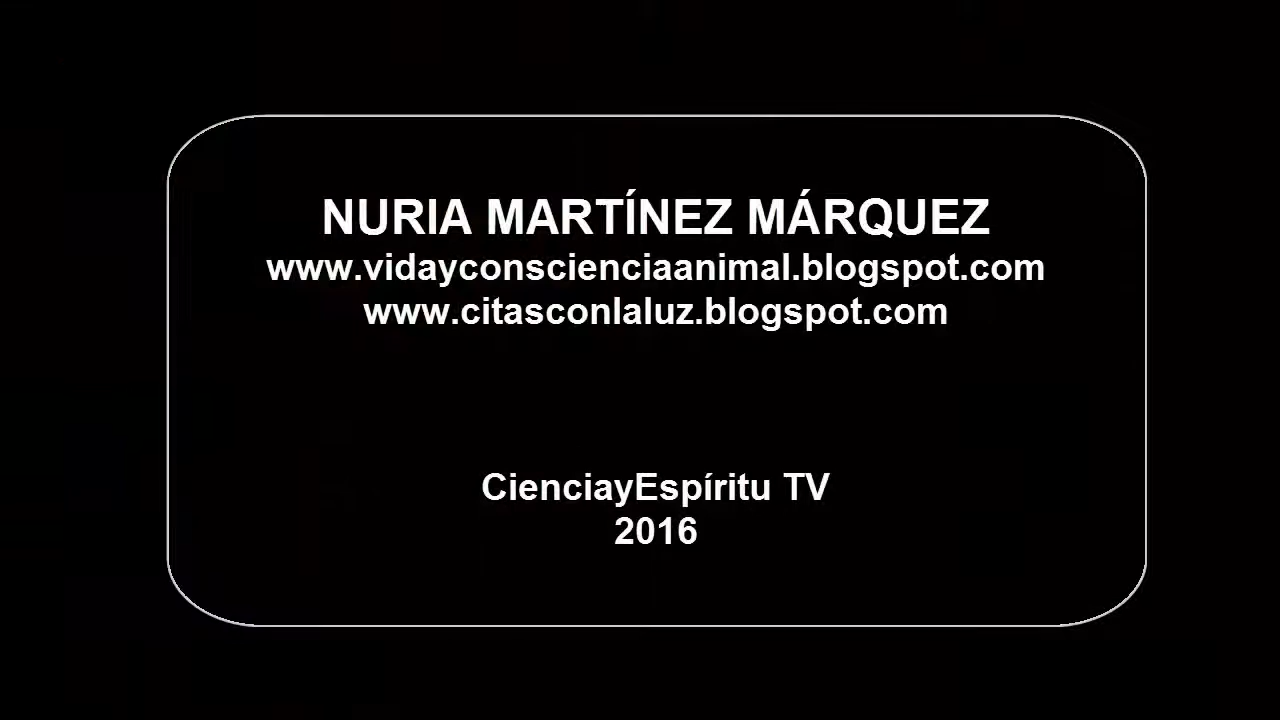 NURIA MARTÍNEZ MÁRQUEZ
www.vidayconscienciaanimal.blogspot.com
www.citasconlaluz.blogspot.com
CienciayEspíritu TV
2016